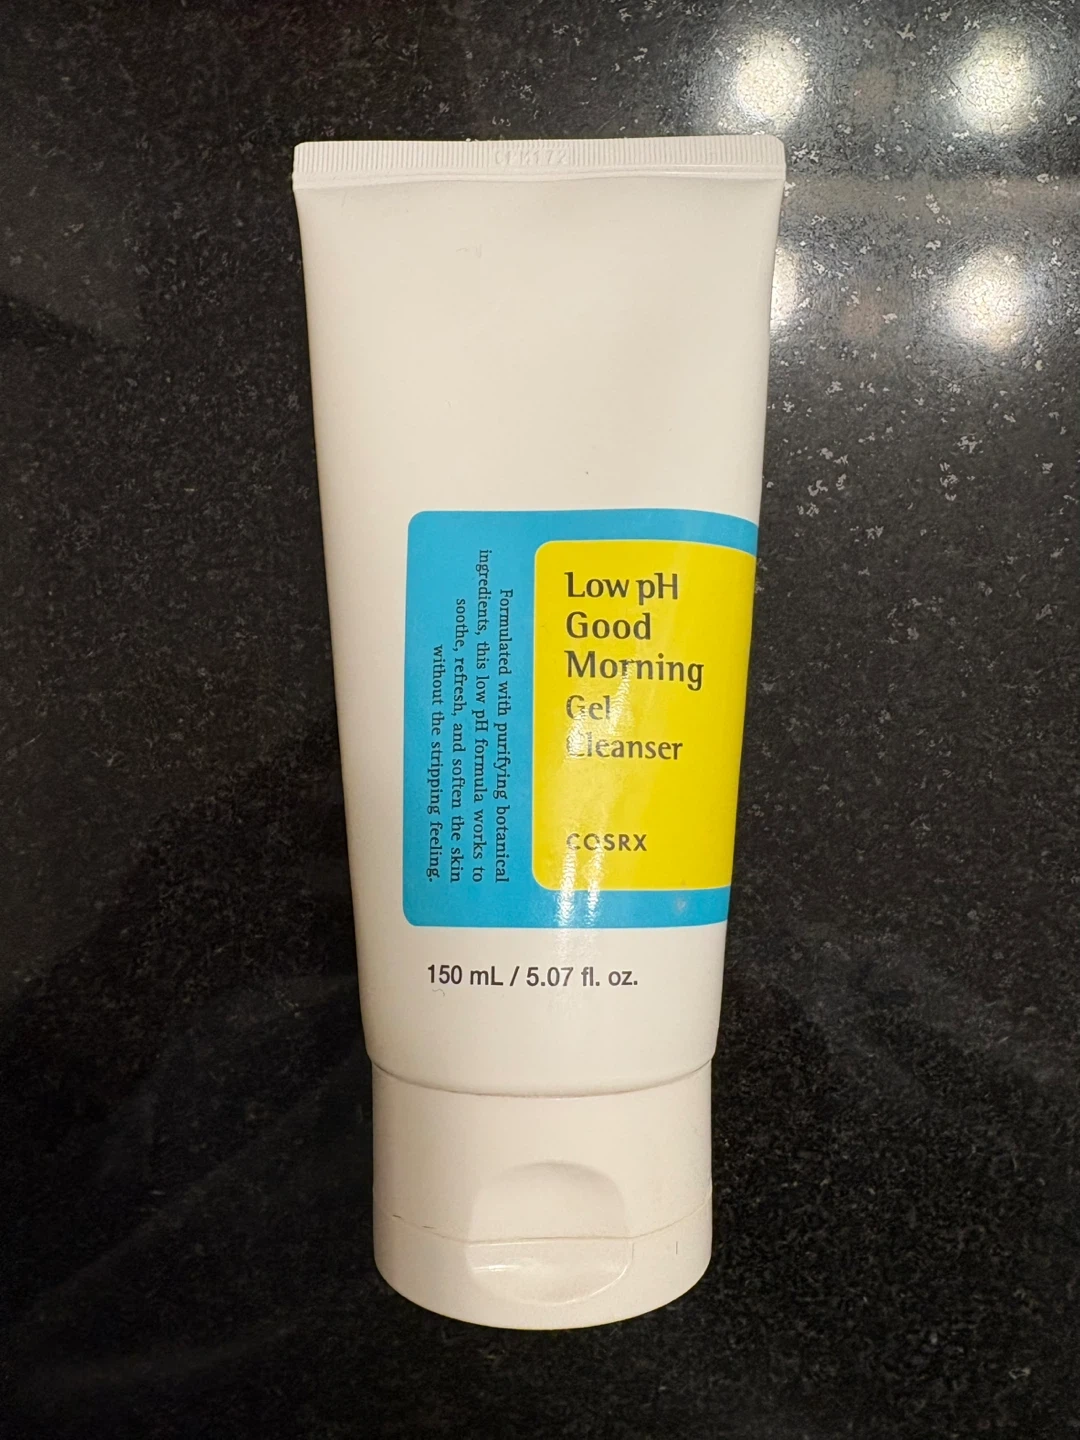 Low pH
Good
Morning
Gel
Cleanser
COSRX
Formulated with purifying botanical
ingredients, this low pH formula works to
soothe, refresh, and soften the skin
without the stripping feeling.
150 mL / 5.07 fl. oz.